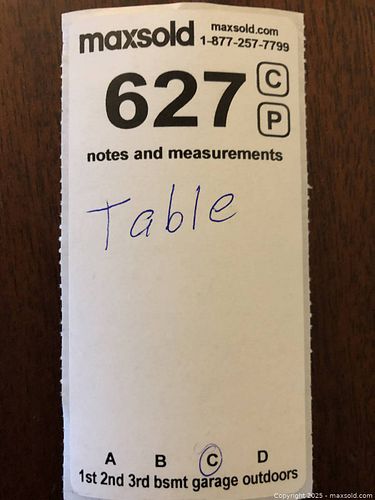 maxsold maxsold.com
1-877-257-7799
627 C
P
notes and measurements
Table
A B C D
1st 2nd 3rd bsmt garage outdoors
Copyright 2025 - maxsold.com